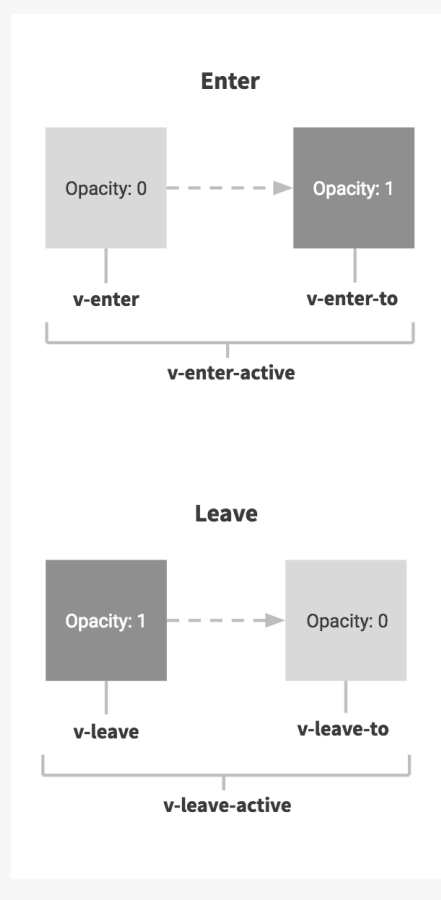 Enter
Opacity: 0
Opacity: 1
v-enter
v-enter-to
v-enter-active
Leave
Opacity: 1
Opacity: 0
v-leave
v-leave-to
v-leave-active